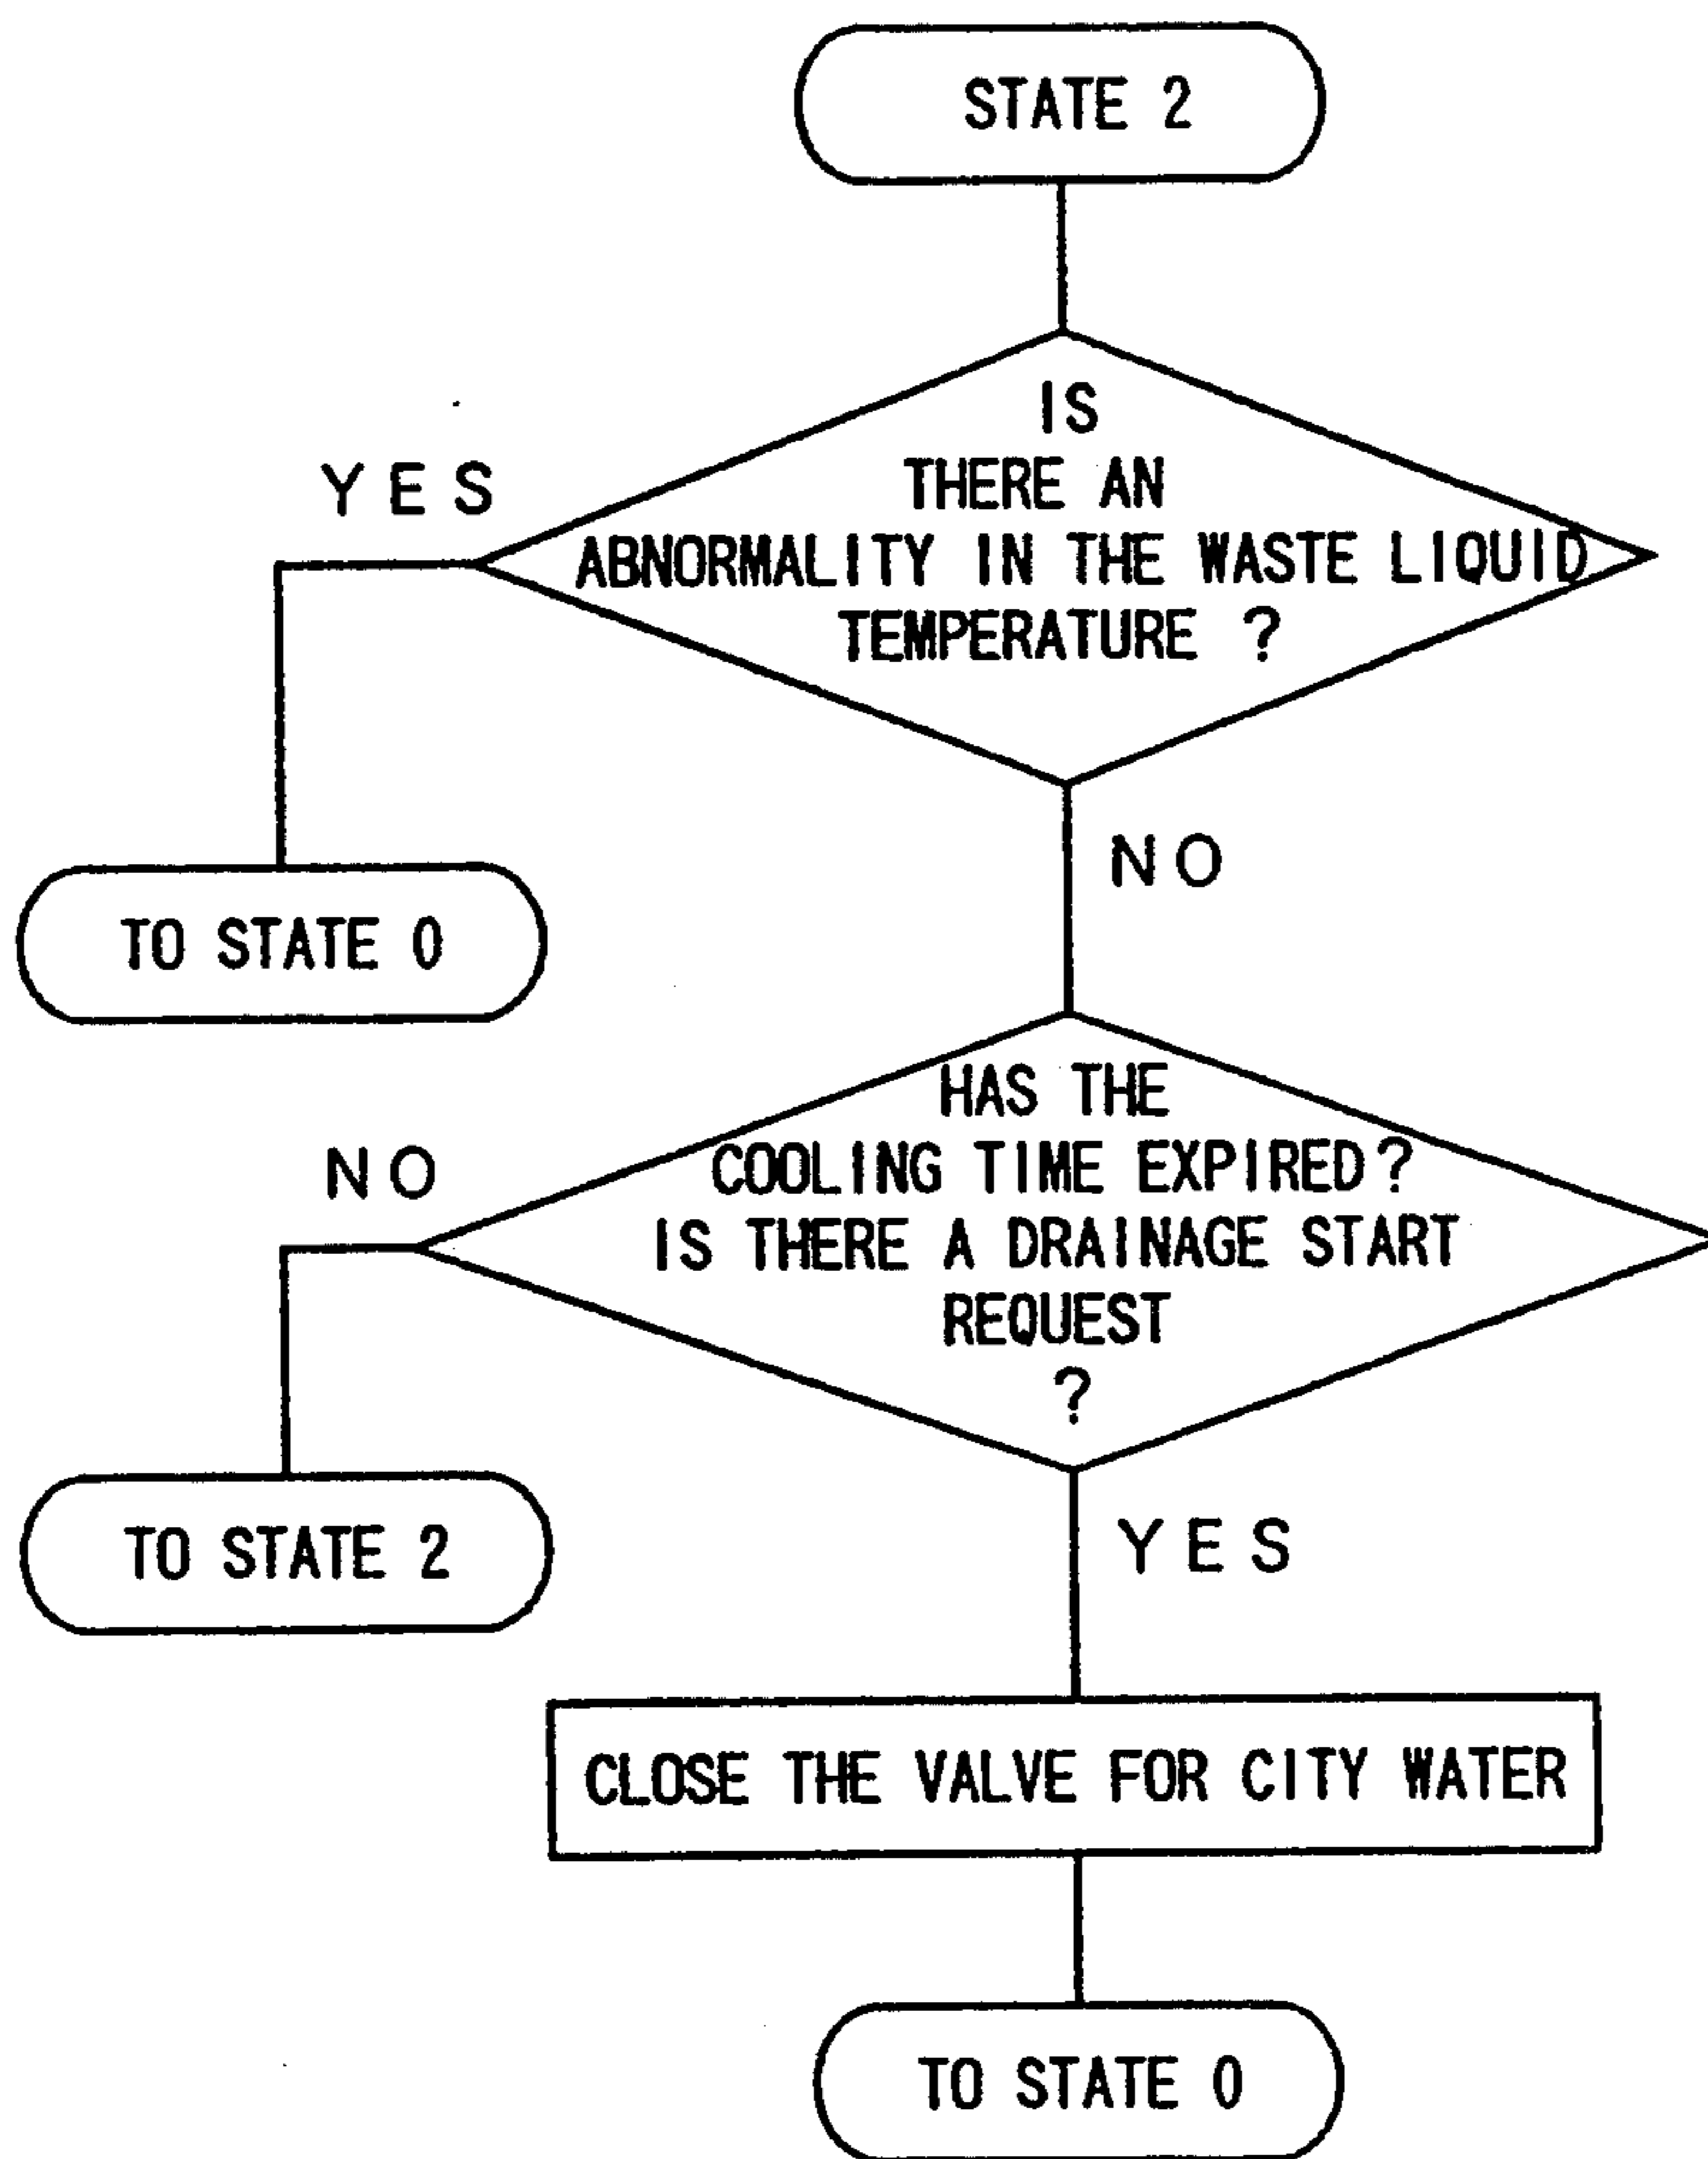 STATE 2
IS
THERE AN
ABNORMALITY IN THE WASTE LIQUID
TEMPERATURE ?
YES
NO
TO STATE 0
HAS THE
COOLING TIME EXPIRED?
IS THERE A DRAINAGE START
REQUEST
?
NO
TO STATE 2
YES
CLOSE THE VALVE FOR CITY WATER
TO STATE 0